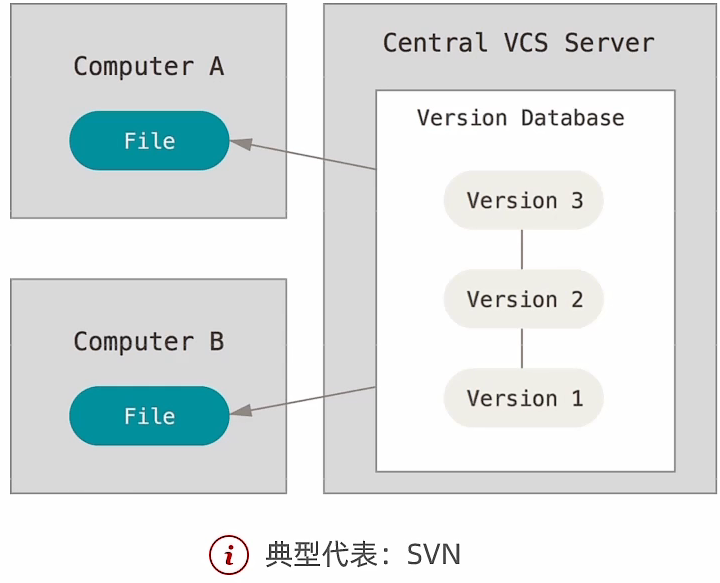 Computer A
File
Central VCS Server
Version Database
Version 3
Version 2
Version 1
Computer B
File
i 典型代表：SVN